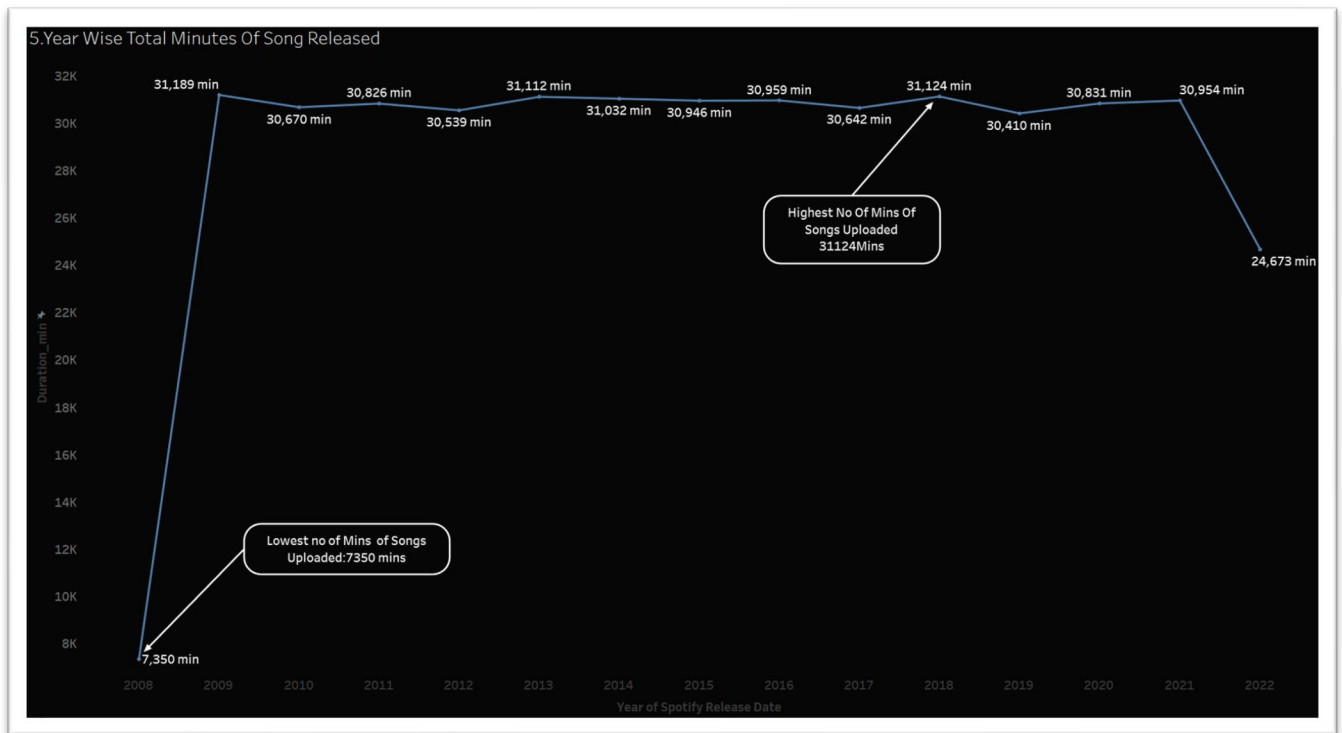 5.Year Wise Total Minutes Of Song Released
32K
30K
28K
26K
24K
22K
20K
18K
16K
14K
12K
10K
8K
Duration_min
31,189 min
30,670 min
30,826 min
30,539 min
31,112 min
31,032 min
30,946 min
30,959 min
30,642 min
31,124 min
30,410 min
30,831 min
30,954 min
24,673 min
Highest No Of Mins Of
Songs Uploaded
31124Mins
Lowest no of Mins of Songs
Uploaded:7350 mins
7,350 min
2008 2009 2010 2011 2012 2013 2014 2015 2016 2017 2018 2019 2020 2021 2022
Year of Spotify Release Date